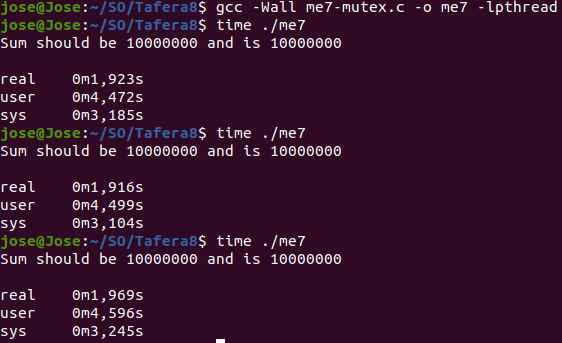 jose@Jose:~/SO/Tafera8$ gcc -Wall me7-mutex.c -o me7 -lpthread
jose@Jose:~/SO/Tafera8$ time ./me7
Sum should be 10000000 and is 10000000
real 0m1,923s
user 0m4,472s
sys 0m3,185s
jose@Jose:~/SO/Tafera8$ time ./me7
Sum should be 10000000 and is 10000000
real 0m1,916s
user 0m4,499s
sys 0m3,104s
jose@Jose:~/SO/Tafera8$ time ./me7
Sum should be 10000000 and is 10000000
real 0m1,969s
user 0m4,596s
sys 0m3,245s